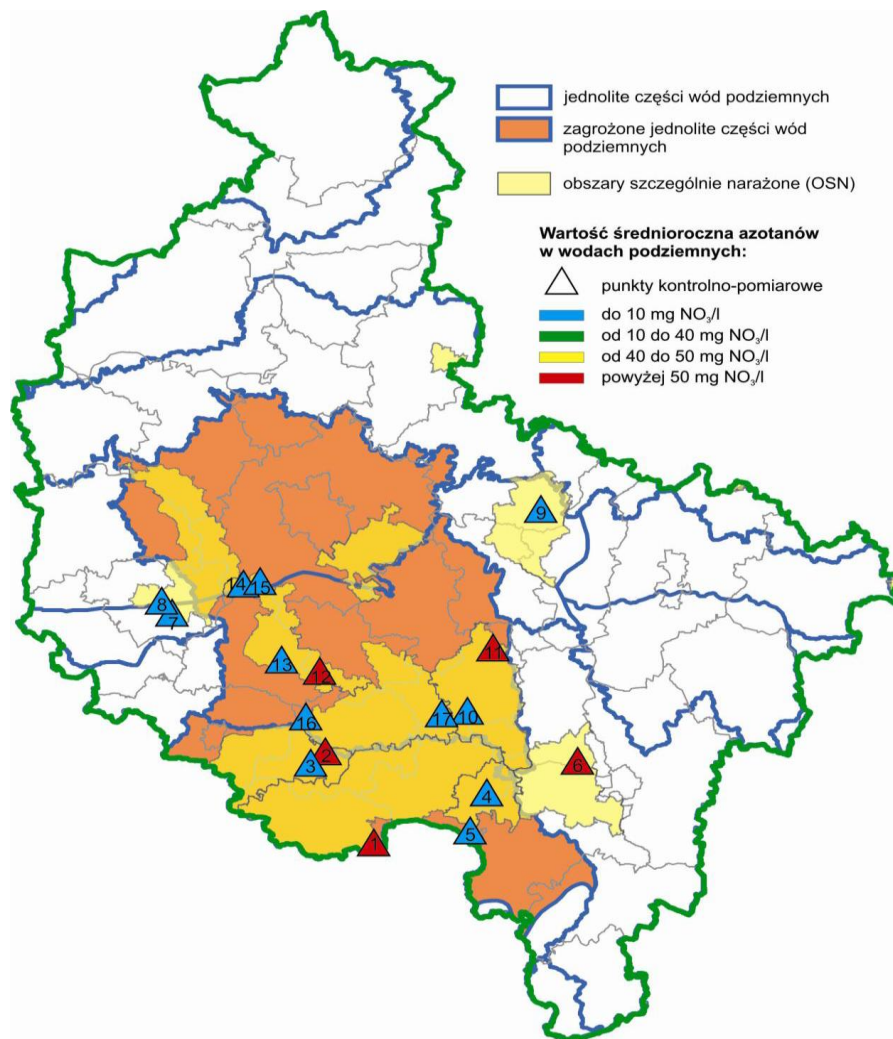 jednolite części wód podziemnych
zagrożone jednolite części wód
podziemnych
obszary szczególnie narażone (OSN)
Wartość średnioroczna azotanów
w wodach podziemnych:
punkty kontrolno-pomiarowe
do 10 mg NO₃/l
od 10 do 40 mg NO₃/l
od 40 do 50 mg NO₃/l
powyżej 50 mg NO₃/l
9
14
15
8
7
11
13
12
16
17
10
2
3
6
4
5
1